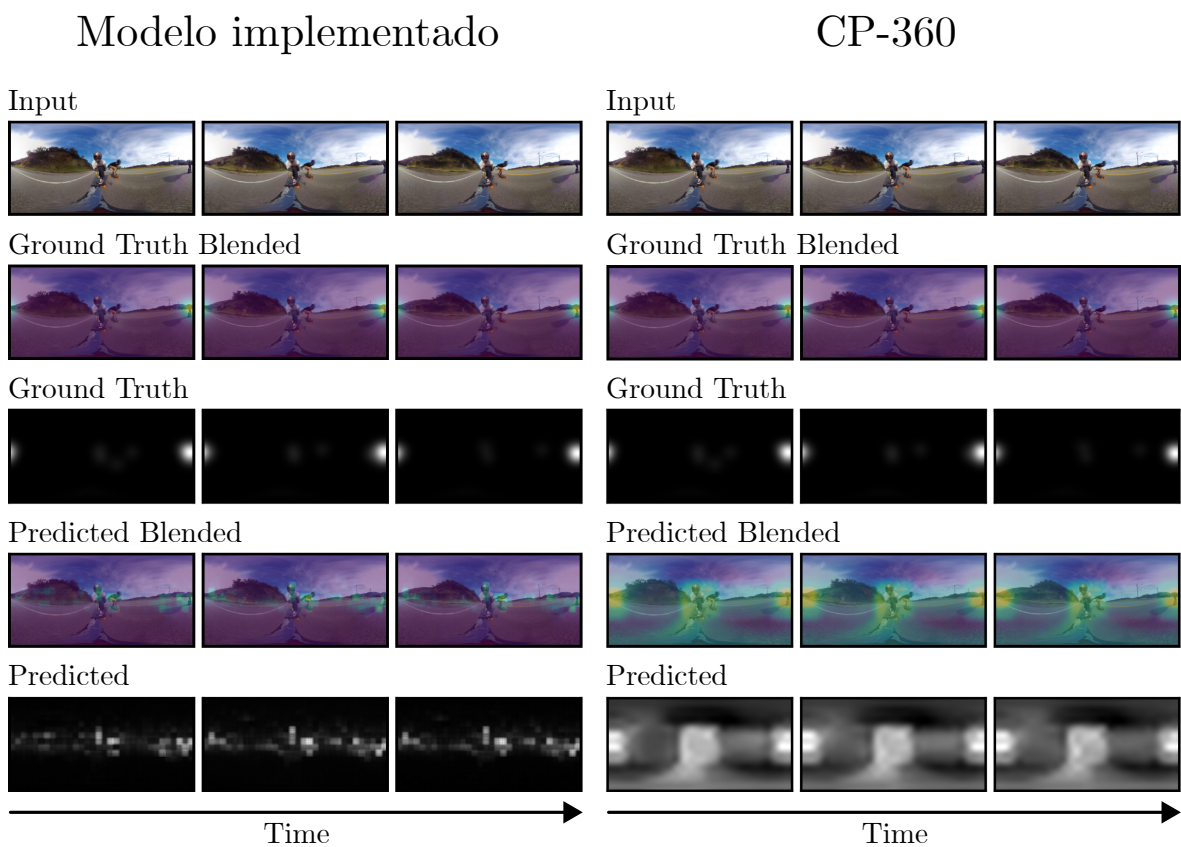 Modelo implementado
CP-360
Input
Input
Ground Truth Blended
Ground Truth Blended
Ground Truth
Ground Truth
Predicted Blended
Predicted Blended
Predicted
Predicted
Time
Time